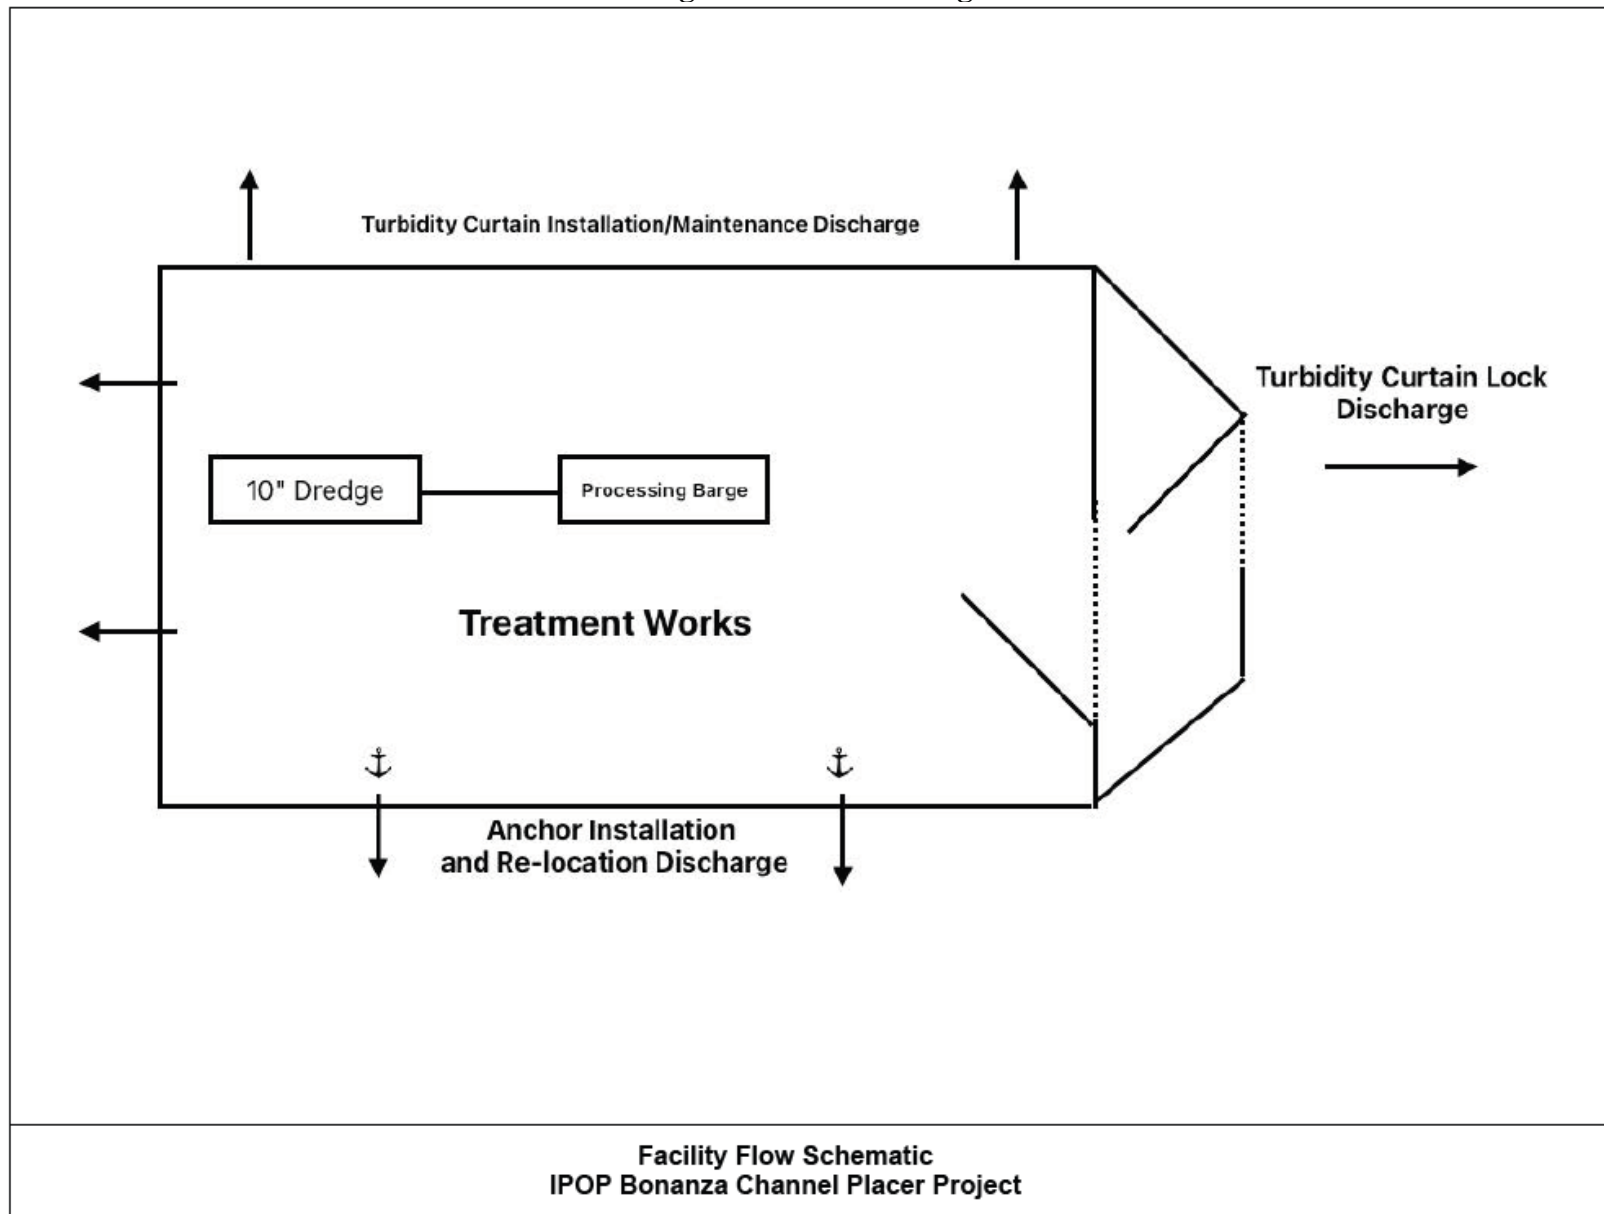 Turbidity Curtain Installation/Maintenance Discharge
Turbidity Curtain Lock
Discharge
10" Dredge
Processing Barge
Treatment Works
Anchor Installation
and Re-location Discharge
Facility Flow Schematic
IPOP Bonanza Channel Placer Project